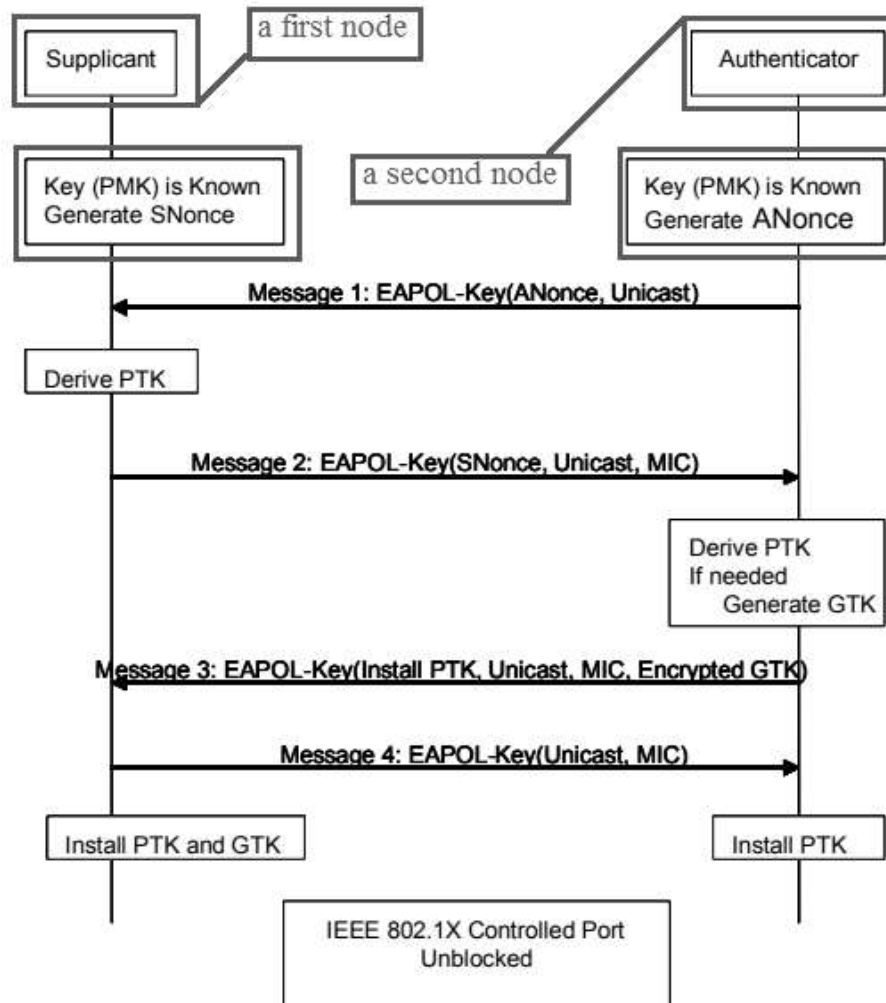 a first node
Supplicant
Authenticator
a second node
Key (PMK) is Known
Generate SNonce
Key (PMK) is Known
Generate ANonce
Message 1: EAPOL-Key(ANonce, Unicast)
Derive PTK
Message 2: EAPOL-Key(SNonce, Unicast, MIC)
Derive PTK
If needed
Generate GTK
Message 3: EAPOL-Key(Install PTK, Unicast, MIC, Encrypted GTK)
Message 4: EAPOL-Key(Unicast, MIC)
Install PTK and GTK
Install PTK
IEEE 802.1X Controlled Port
Unblocked